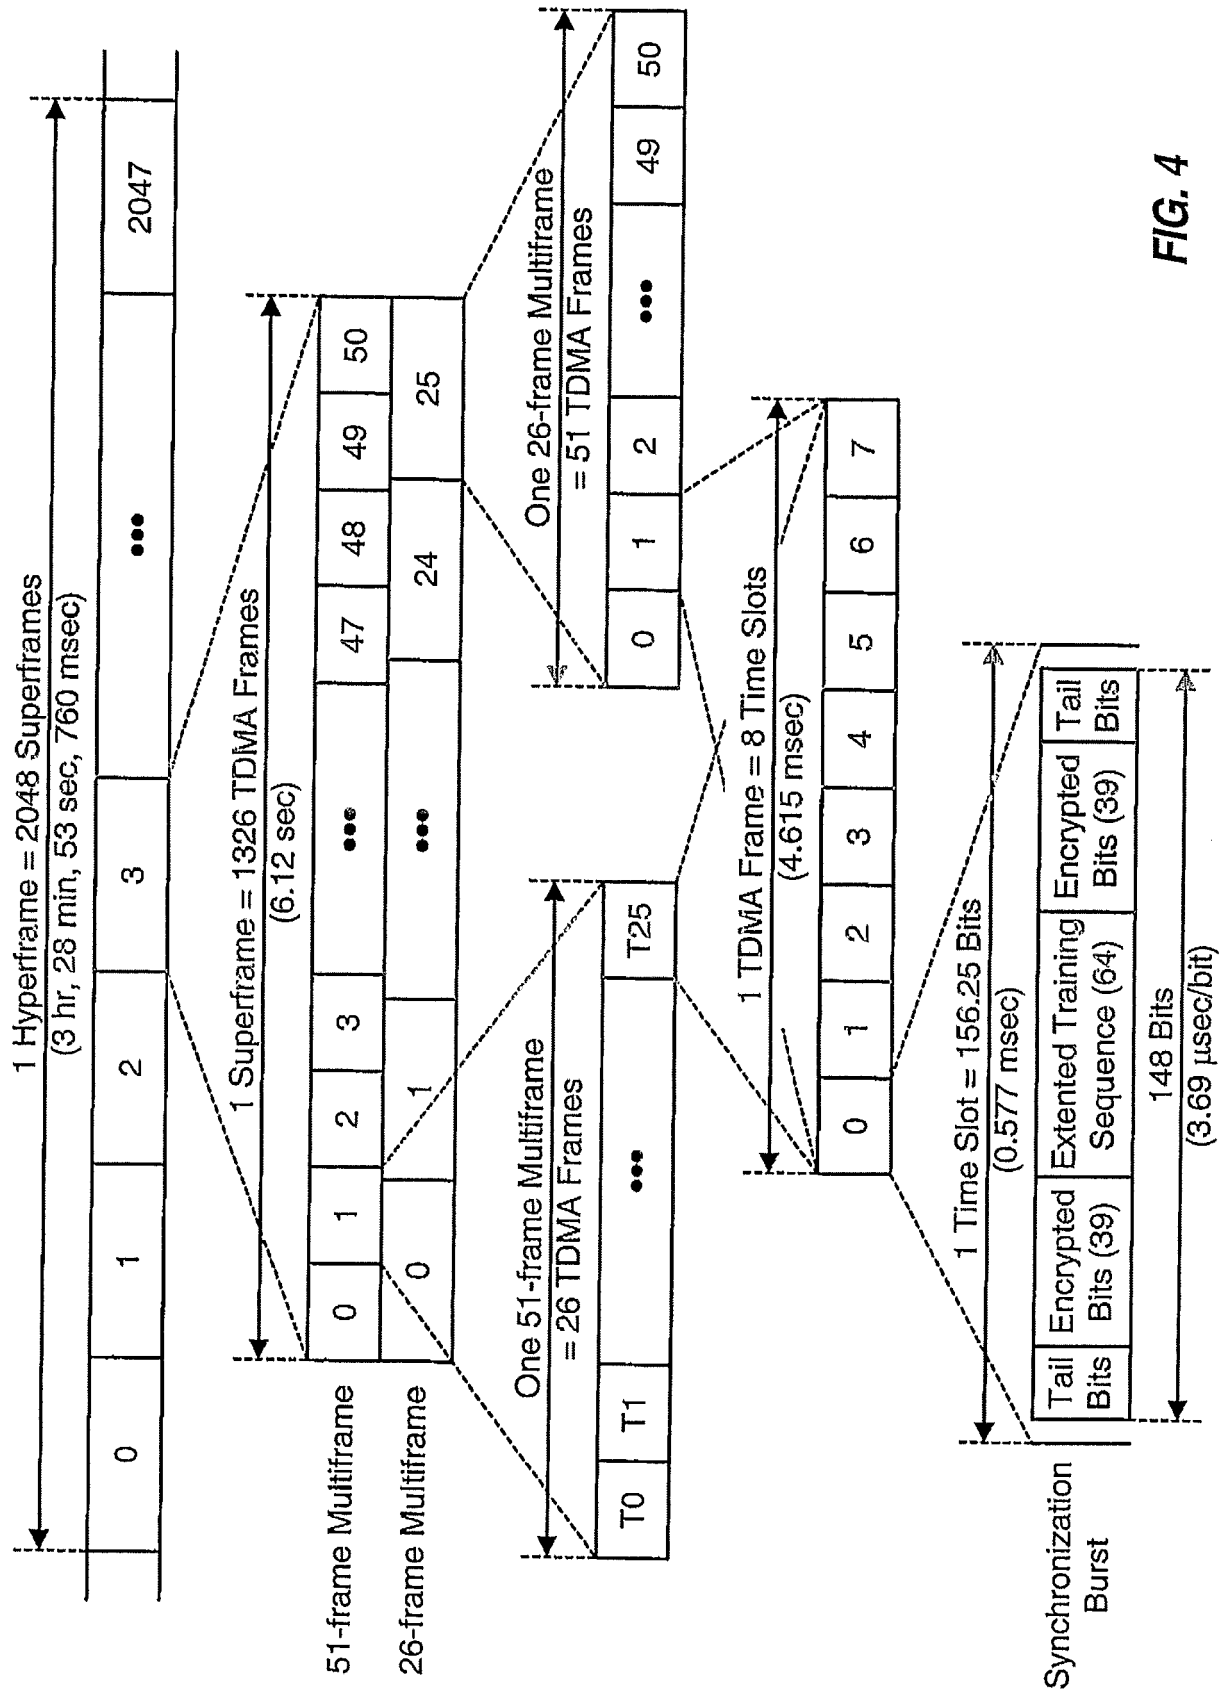 1 Hyperframe = 2048 Superframes
(3 hr, 28 min, 53 sec, 760 msec)
0 1 2 3 ••• 2047
1 Superframe = 1326 TDMA Frames
(6.12 sec)
51-frame Multiframe
0 1 2 3 ••• 47 48 49 50
26-frame Multiframe
0 1 ••• 24 25
One 51-frame Multiframe
= 26 TDMA Frames
T0 T1 ••• T25
One 26-frame Multiframe
= 51 TDMA Frames
0 1 2 ••• 49 50
1 TDMA Frame = 8 Time Slots
(4.615 msec)
0 1 2 3 4 5 6 7
1 Time Slot = 156.25 Bits
(0.577 msec)
Synchronization
Burst
Tail
Bits
Encrypted
Bits (39)
Extented Training
Sequence (64)
Encrypted
Bits (39)
Tail
Bits
148 Bits
(3.69 µsec/bit)
FIG. 4